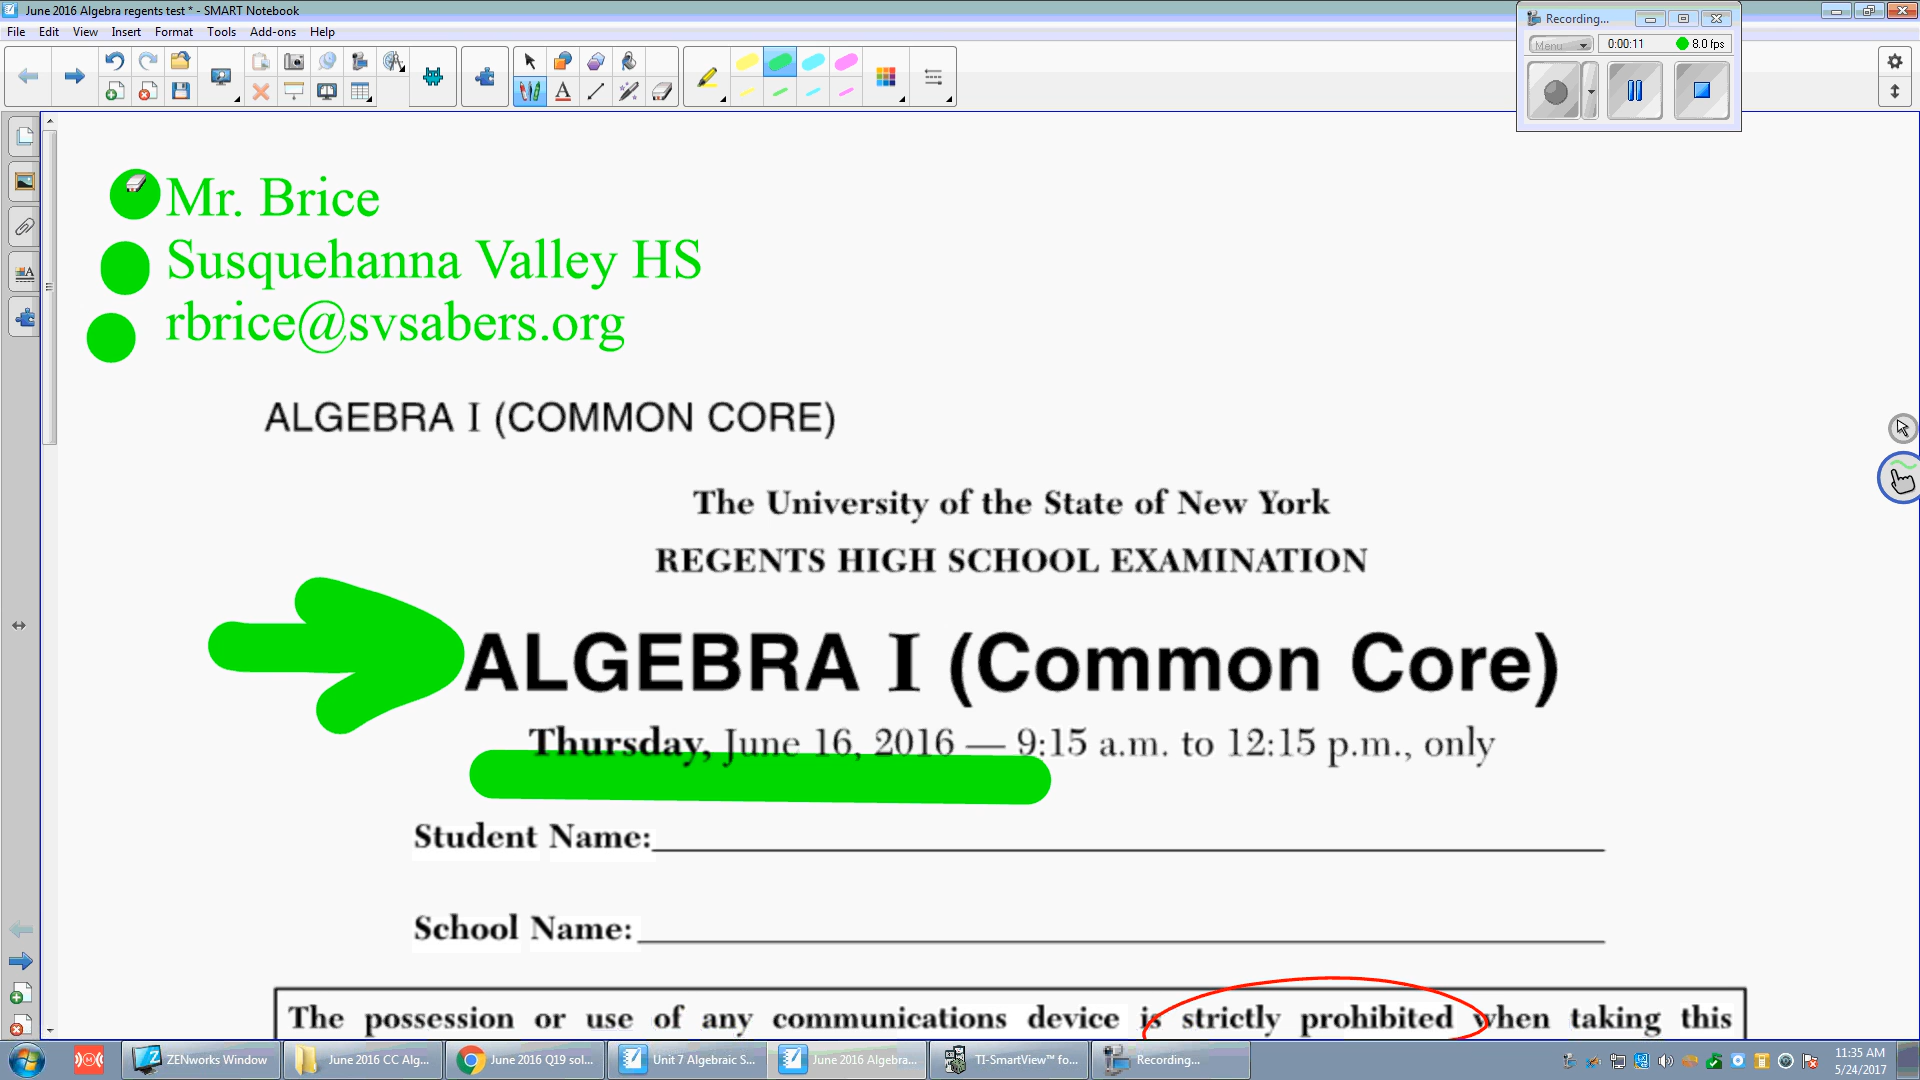 June 2016 Algebra regents test * - SMART Notebook
File Edit View Insert Format Tools Add-ons Help
Recording...
Menu 0:00:11 8.0 fps
Mr. Brice
Susquehanna Valley HS
rbrice@svsabers.org
ALGEBRA I (COMMON CORE)
The University of the State of New York
REGENTS HIGH SCHOOL EXAMINATION
ALGEBRA I (Common Core)
Thursday, June 16, 2016 — 9:15 a.m. to 12:15 p.m., only
Student Name:
School Name:
The possession or use of any communications device is strictly prohibited when taking this
ZENworks Window June 2016 CC Alg... June 2016 Q19 sol... Unit 7 Algebraic S... June 2016 Algebra... TI-SmartView™ fo... Recording... 11:35 AM
5/24/2017